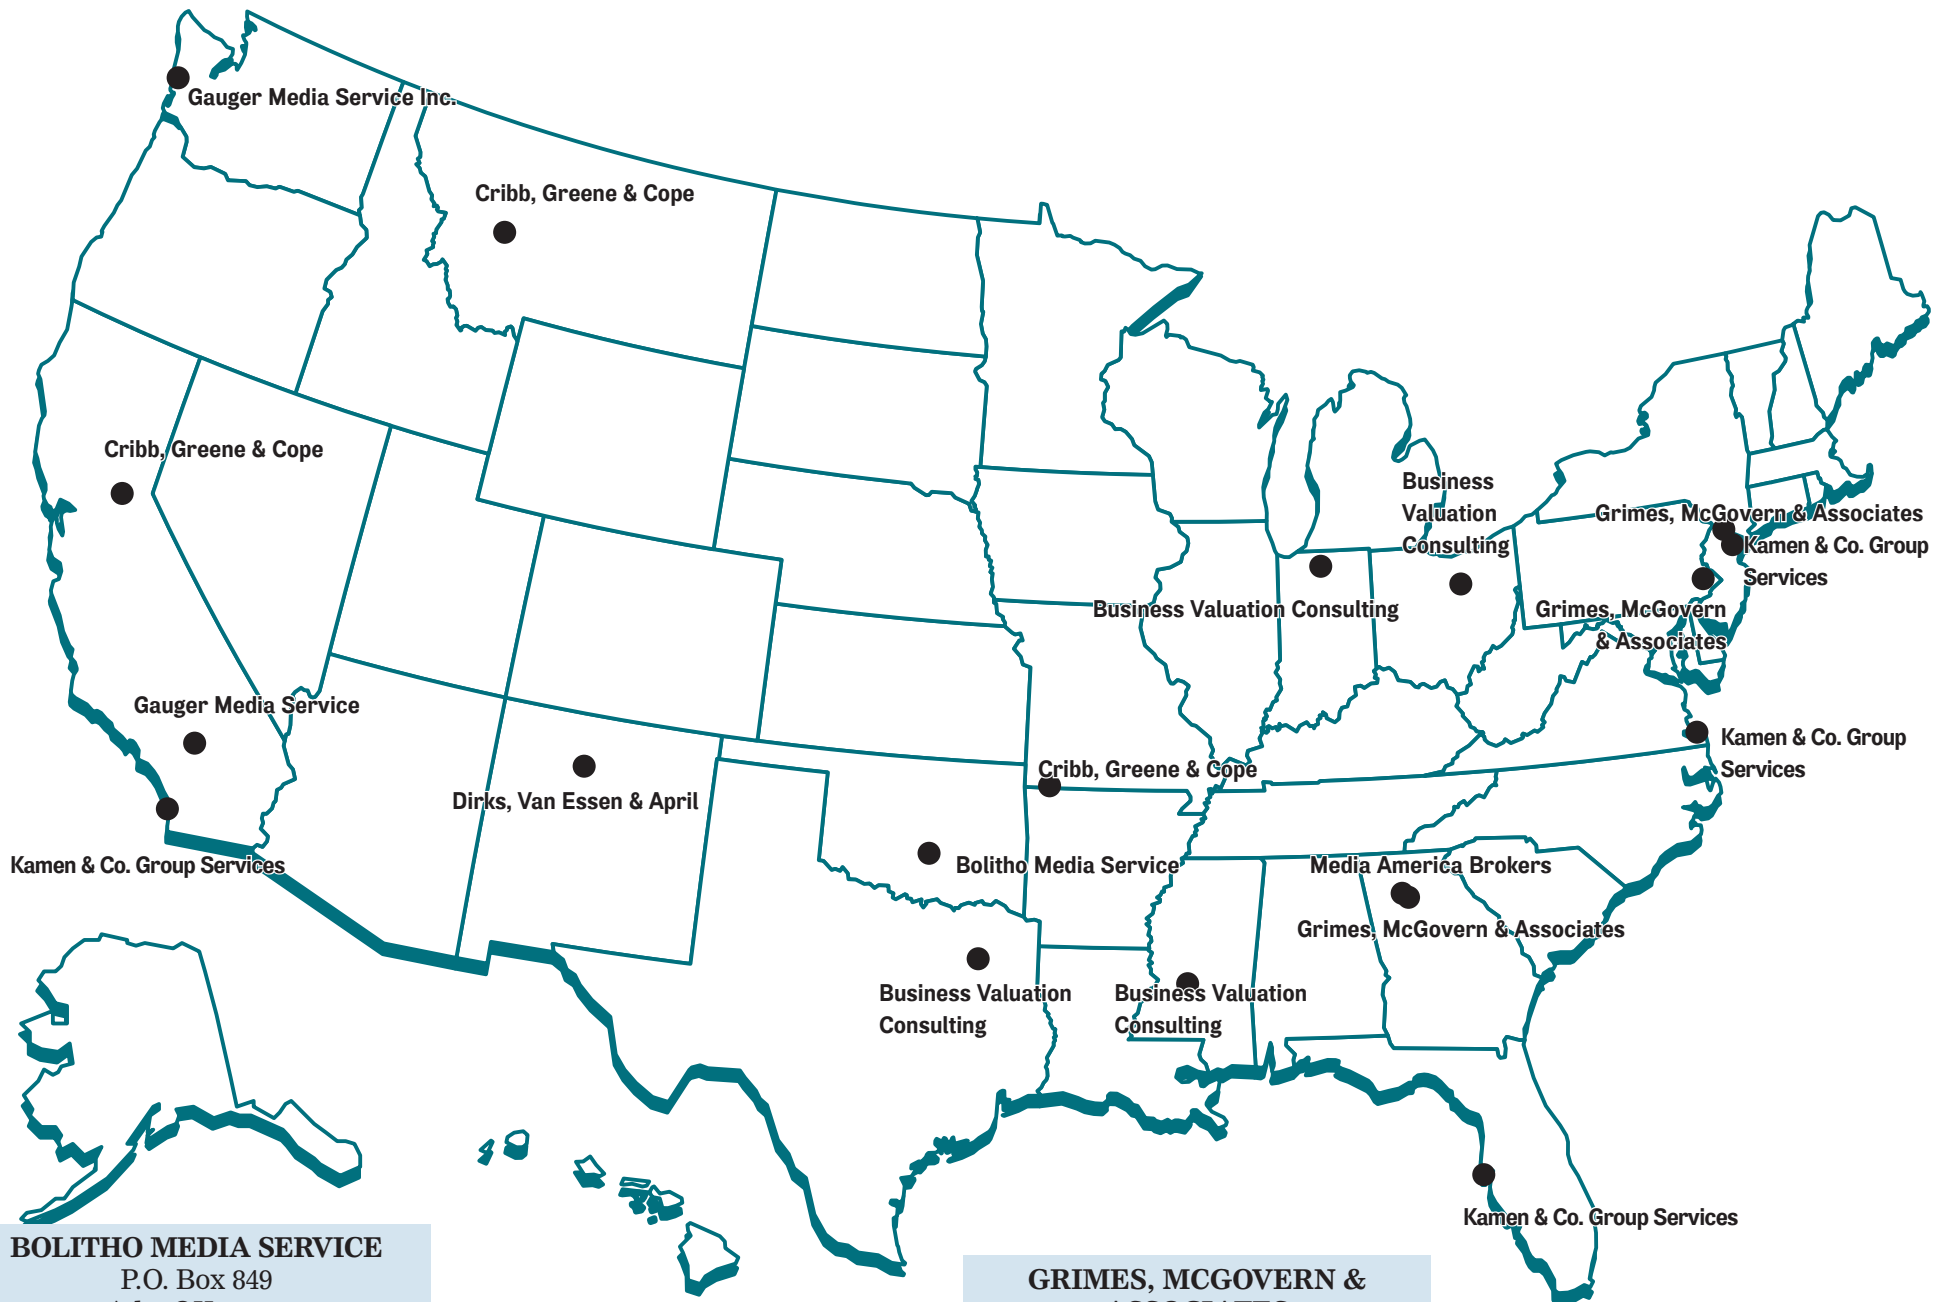 Gauger Media Service Inc.
Cribb, Greene & Cope
Cribb, Greene & Cope
Business
Valuation
Consulting
Grimes, McGovern & Associates
Kamen & Co. Group
Services
Business Valuation Consulting
Grimes, McGovern
& Associates
Gauger Media Service
Kamen & Co. Group
Services
Cribb, Greene & Cope
Dirks, Van Essen & April
Kamen & Co. Group Services
Bolitho Media Service
Media America Brokers
Grimes, McGovern & Associates
Business Valuation
Consulting
Business Valuation
Consulting
Kamen & Co. Group Services
BOLITHO MEDIA SERVICE
P.O. Box 849
GRIMES, MCGOVERN &